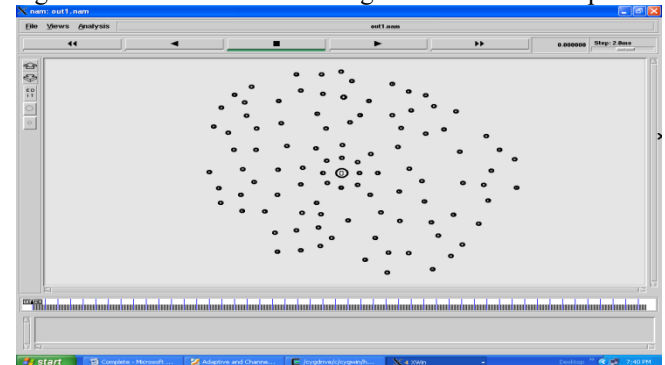 nam: out1.nam
File Views Analysis out1.nam
0.000000 Step: 2.0ms
start Complete - Microsoft ... Adaptive and Channe... /cygdrive/c/cygwin/h... 4 XWin Desktop 7:40 PM